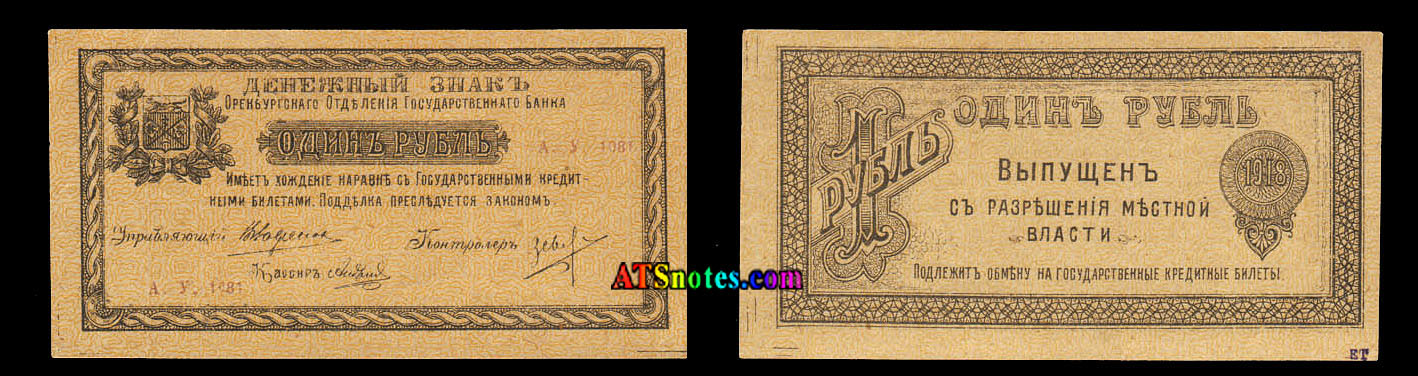 ДЕНЕЖНЫЙ ЗНАКЪ
ОРЕНБУРГСКАГО ОТДѢЛЕНІЯ ГОСУДАРСТВЕННАГО БАНКА
ОДИНЪ РУБЛЬ
А. У.
ИМѢЕТЪ ХОЖДЕНІЕ НАРАВНѢ СЪ ГОСУДАРСТВЕННЫМИ КРЕДИТ-
НЫМИ БИЛЕТАМИ. ПОДДѢЛКА ПРЕСЛѢДУЕТСЯ ЗАКОНОМЪ
Управляющій
Контролеръ
Кассиръ
А. У.
ATSnotes.com
ОДИНЪ РУБЛЬ
1 РУБЛЬ
ВЫПУЩЕНЪ
СЪ РАЗРѢШЕНІЯ МѢСТНОЙ
ВЛАСТИ
1918
ПОДЛЕЖИТЪ ОБМѢНУ НА ГОСУДАРСТВЕННЫЕ КРЕДИТНЫЕ БИЛЕТЫ.
ET